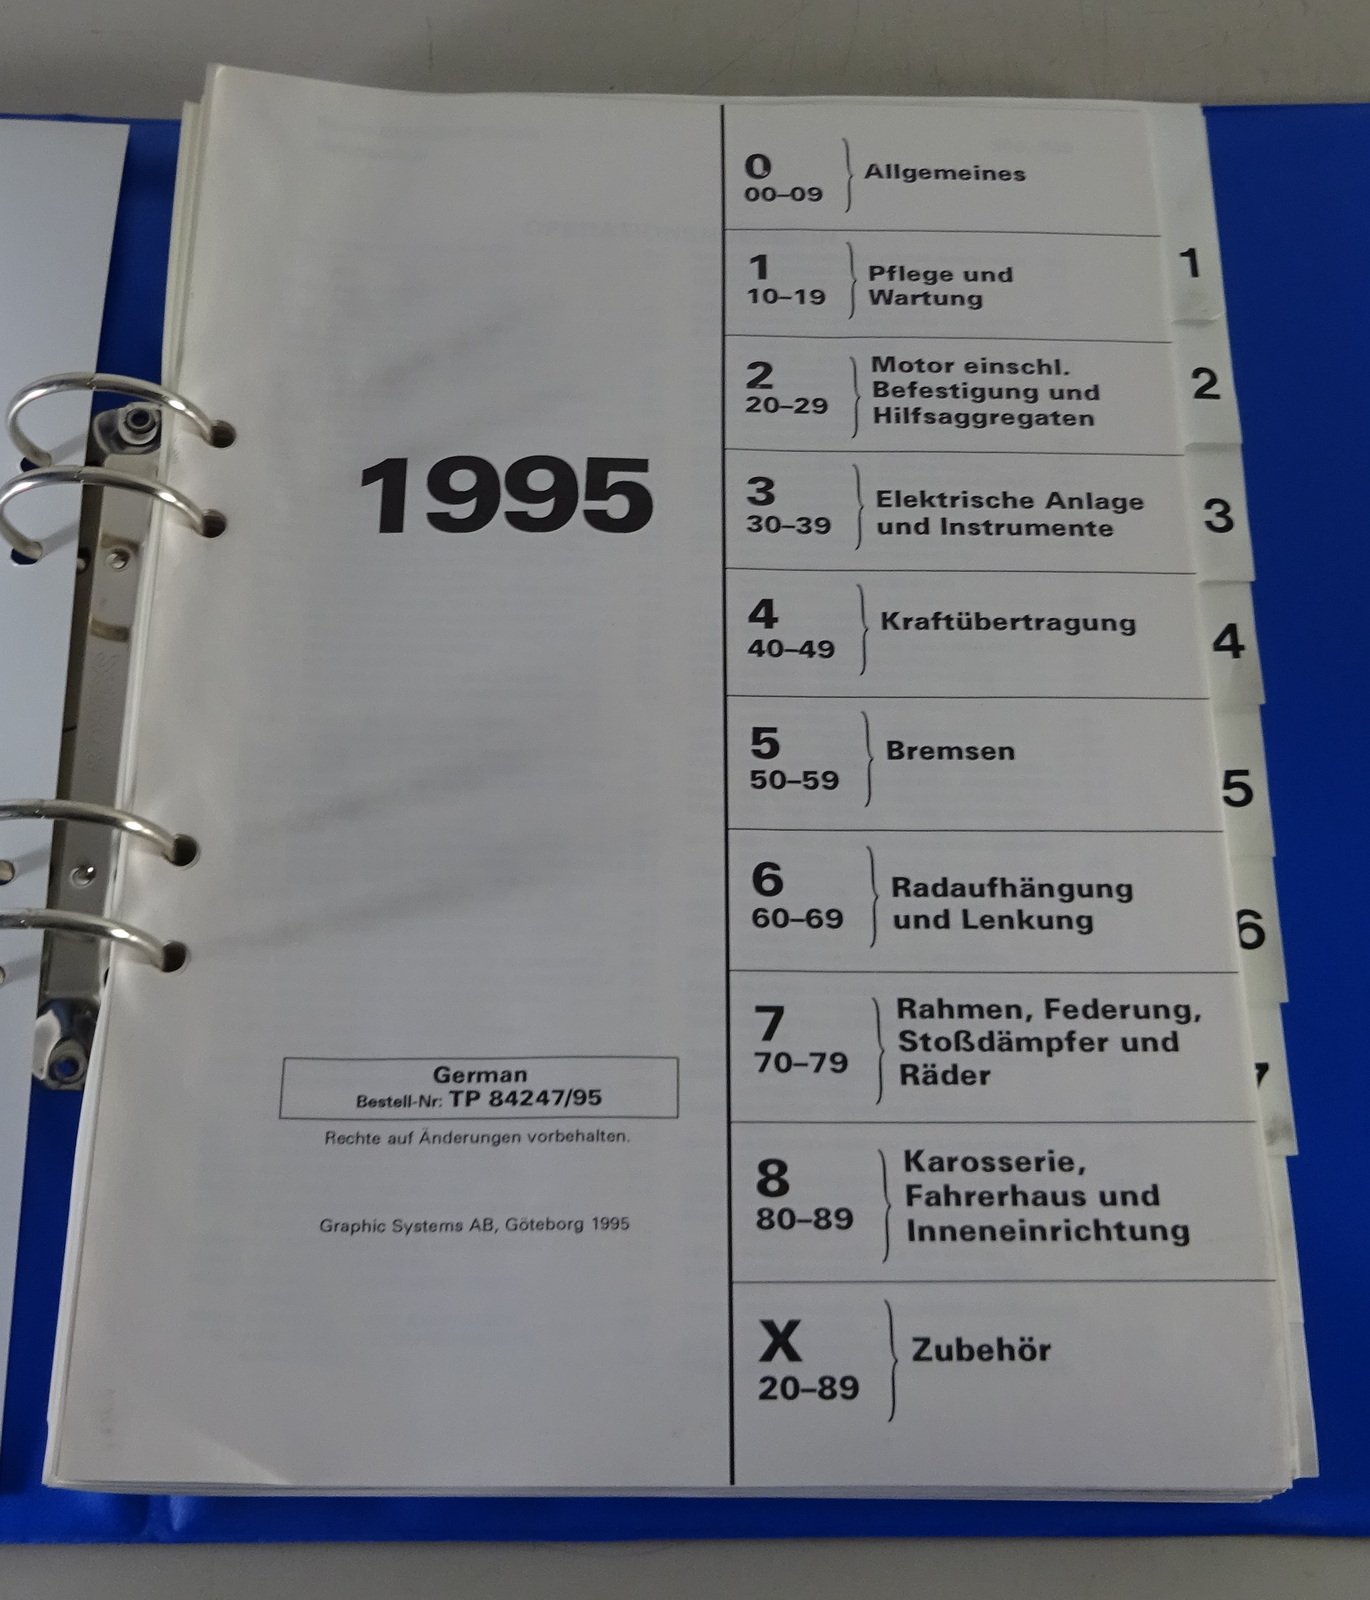 1995
German
Bestell-Nr: TP 84247/95
Rechte auf Änderungen vorbehalten.
Graphic Systems AB, Göteborg 1995
0
00–09
Allgemeines
1
10–19
Pflege und
Wartung
2
20–29
Motor einschl.
Befestigung und
Hilfsaggregaten
3
30–39
Elektrische Anlage
und Instrumente
4
40–49
Kraftübertragung
5
50–59
Bremsen
6
60–69
Radaufhängung
und Lenkung
7
70–79
Rahmen, Federung,
Stoßdämpfer und
Räder
8
80–89
Karosserie,
Fahrerhaus und
Inneneinrichtung
X
20–89
Zubehör
1
2
3
4
5
6
7